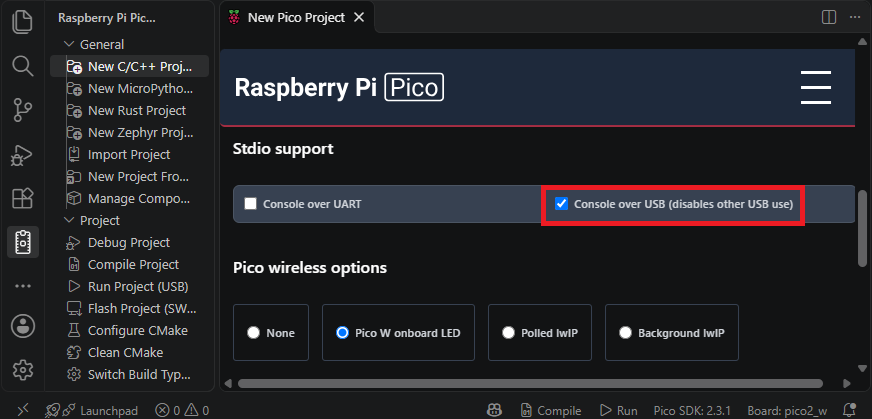 Raspberry Pi Pic...
New Pico Project
General
New C/C++ Proj...
New MicroPytho...
New Rust Project
New Zephyr Proj...
Import Project
New Project Fro...
Manage Compo...
Project
Debug Project
Compile Project
Run Project (USB)
Flash Project (SW...
Configure CMake
Clean CMake
Switch Build Typ...
Raspberry Pi Pico
Stdio support
Console over UART
Console over USB (disables other USB use)
Pico wireless options
None
Pico W onboard LED
Polled lwIP
Background lwIP
Launchpad
0
0
Compile
Run
Pico SDK: 2.3.1
Board: pico2_w